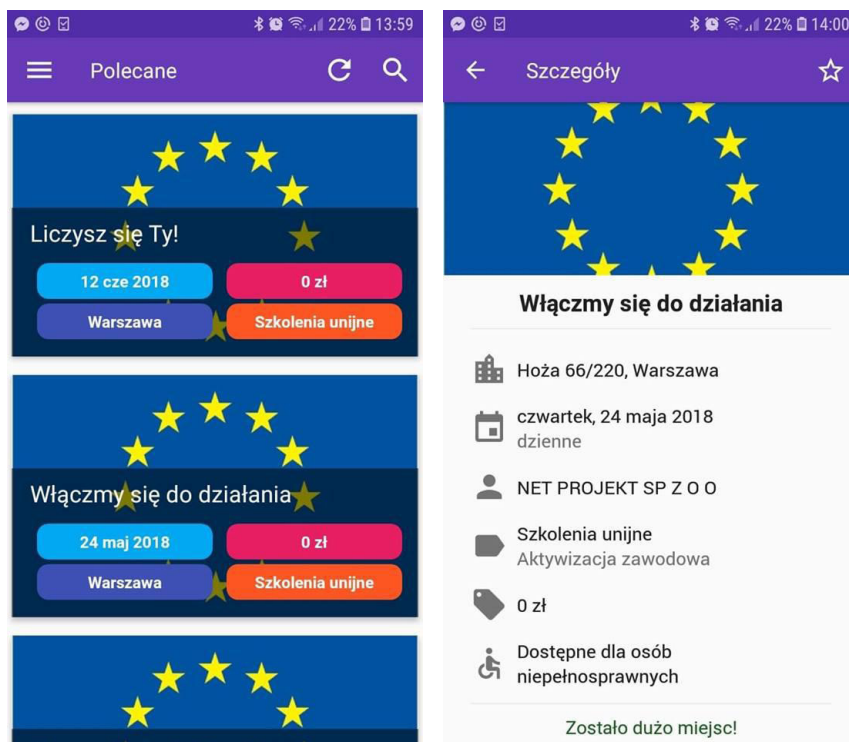 22% 13:59
Polecane
Liczysz się Ty!
12 cze 2018
0 zł
Warszawa
Szkolenia unijne
Włączmy się do działania
24 maj 2018
0 zł
Warszawa
Szkolenia unijne
22% 14:00
Szczegóły
Włączmy się do działania
Hoża 66/220, Warszawa
czwartek, 24 maja 2018
dzienne
NET PROJEKT SP Z O O
Szkolenia unijne
Aktywizacja zawodowa
0 zł
Dostępne dla osób
niepełnosprawnych
Zostało dużo miejsc!